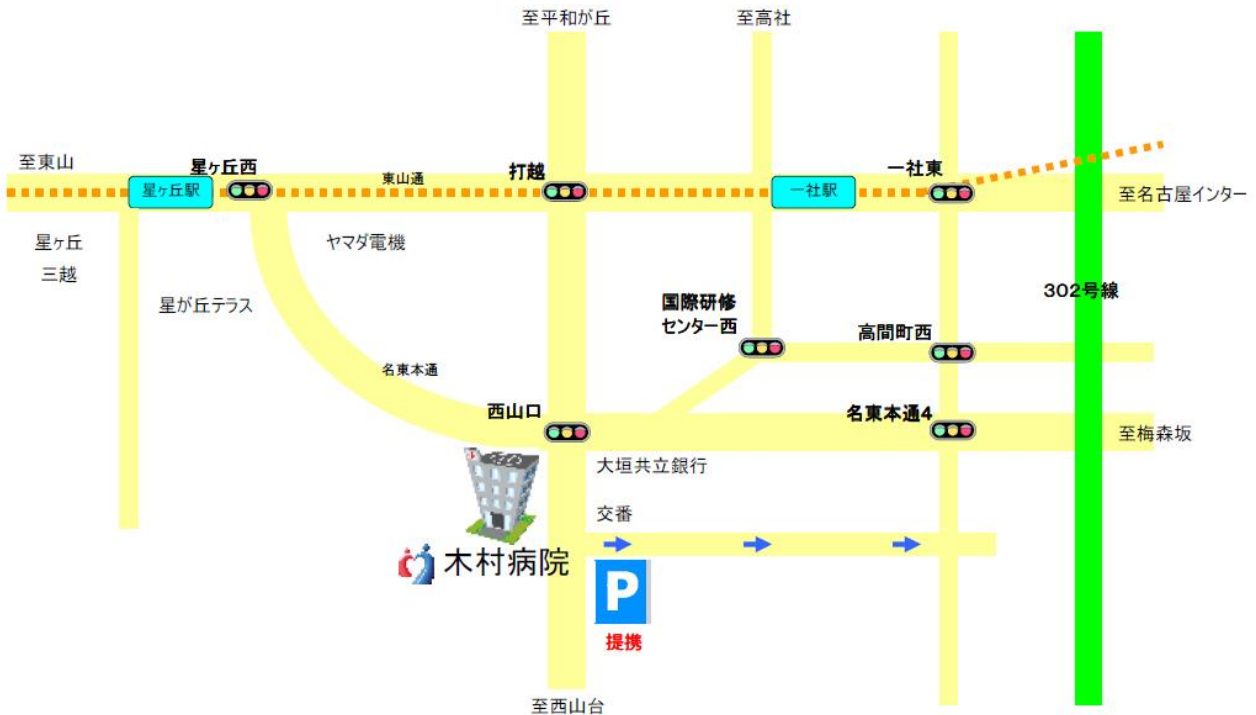 至平和が丘
至高社
至東山
星ヶ丘西
打越
一社東
星ヶ丘駅
東山通
一社駅
至名古屋インター
星ヶ丘
三越
ヤマダ電機
星が丘テラス
302号線
国際研修
センター西
高間町西
名東本通
西山口
名東本通4
至梅森坂
大垣共立銀行
交番
木村病院
P
提携
至西山台